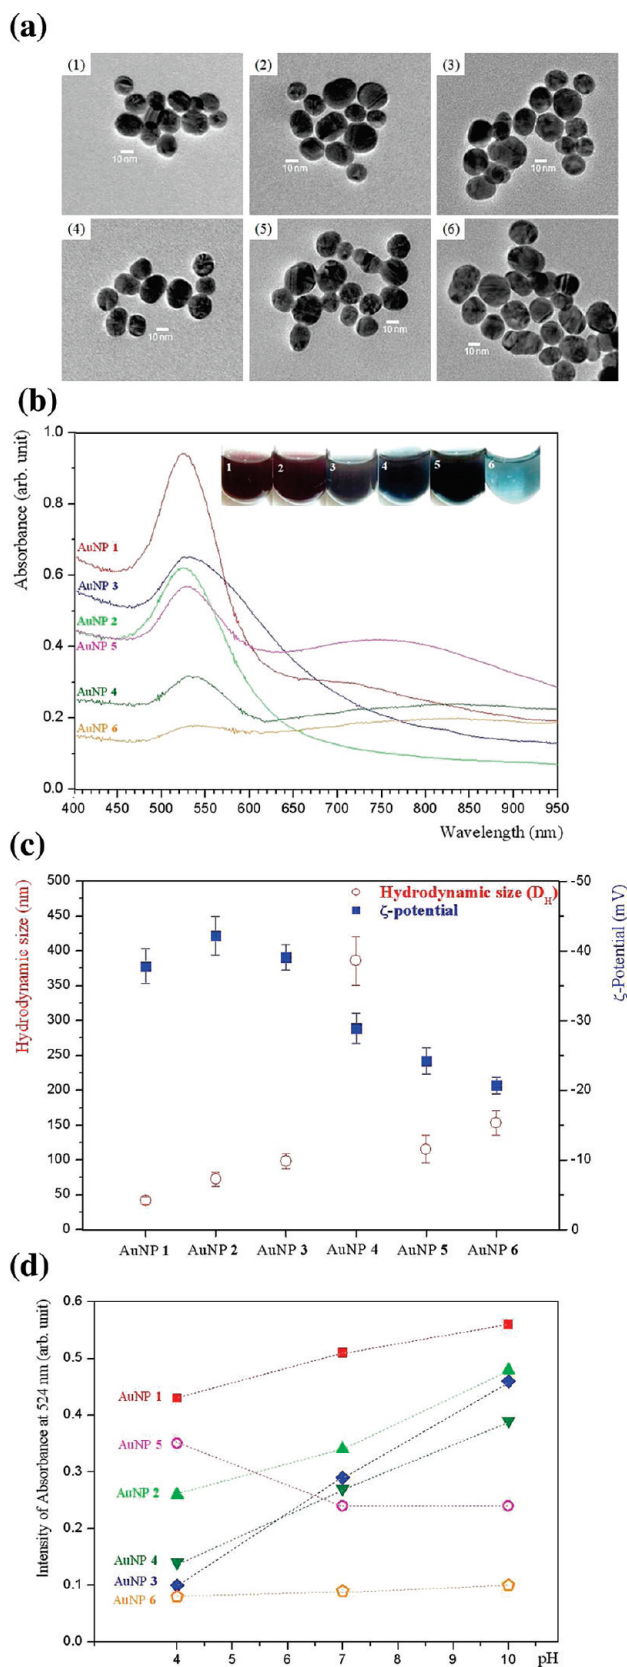 (a)
(1)
(2)
(3)
10 nm
10 nm
10 nm
(4)
(5)
(6)
10 nm
10 nm
10 nm
(b)
Absorbance (arb. unit)
1.0
0.8
0.6
0.4
0.2
0.0
1
2
3
4
5
6
AuNP 1
AuNP 3
AuNP 2
AuNP 5
AuNP 4
AuNP 6
400 450 500 550 600 650 700 750 800 850 900 950
Wavelength (nm)
(c)
Hydrodynamic size (nm)
500
450
400
350
300
250
200
150
100
50
0
Hydrodynamic size (D_H)
ζ-potential
-50
-40
-30
-20
-10
0
ζ-Potential (mV)
AuNP 1 AuNP 2 AuNP 3 AuNP 4 AuNP 5 AuNP 6
(d)
Intensity of Absorbance at 524 nm (arb. unit)
0.6
0.5
0.4
0.3
0.2
0.1
0.0
AuNP 1
AuNP 5
AuNP 2
AuNP 4
AuNP 3
AuNP 6
4 5 6 7 8 9 10 pH